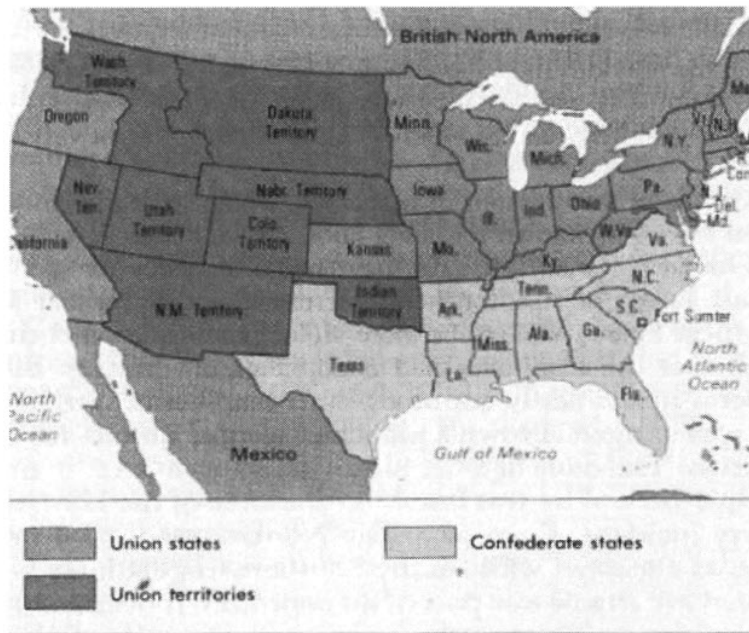 British North America
Wash.
Territory
Oregon
Dakota
Territory
Minn.
Wis.
Mich.
N.Y.
Vt.
N.H.
Nev.
Ter.
Nebr. Territory
Iowa
Utah
Territory
Colo.
Territory
Ill.
Ind.
Ohio
Pa.
N.J.
Del.
Md.
W.Va.
Va.
California
Kansas
Mo.
Ky.
N.C.
Tenn.
N.M. Territory
Indian
Territory
Ark.
S.C.
Fort Sumter
Texas
Miss.
Ala.
Ga.
La.
Fla.
North
Atlantic
Ocean
North
Pacific
Ocean
Mexico
Gulf of Mexico
Union states
Confederate states
Union territories